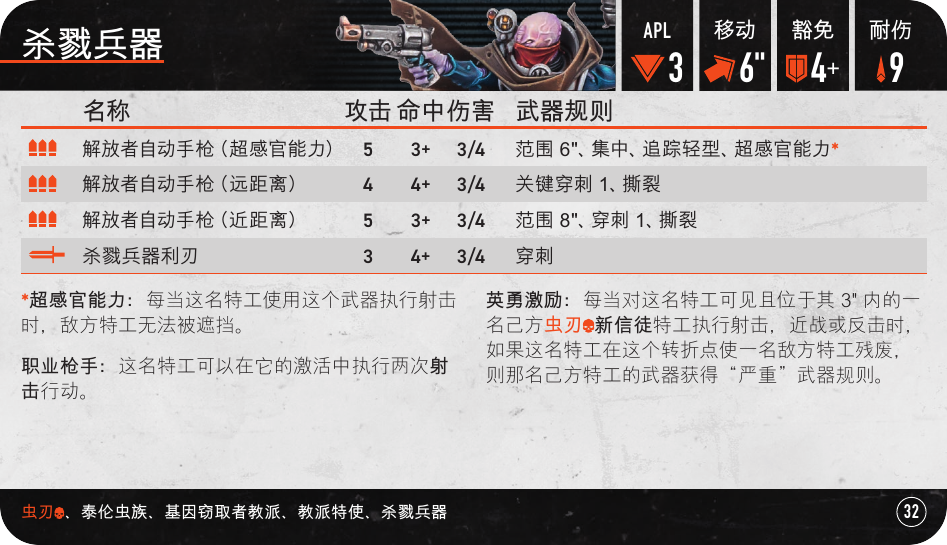 杀戮兵器
APL 移动 豁免 耐伤
3 6" 4+ 9
名称 攻击 命中 伤害 武器规则
解放者自动手枪（超感官能力） 5 3+ 3/4 范围 6"、集中、追踪轻型、超感官能力*
解放者自动手枪（远距离） 4 4+ 3/4 关键穿刺 1、撕裂
解放者自动手枪（近距离） 5 3+ 3/4 范围 8"、穿刺 1、撕裂
杀戮兵器利刃 3 4+ 3/4 穿刺
*超感官能力：每当这名特工使用这个武器执行射击
时，敌方特工无法被遮挡。
职业枪手：这名特工可以在它的激活中执行两次射
击行动。
英勇激励：每当对这名特工可见且位于其 3" 内的一
名己方虫刃新信徒特工执行射击，近战或反击时，
如果这名特工在这个转折点使一名敌方特工残废，
则那名己方特工的武器获得“严重”武器规则。
虫刃、泰伦虫族、基因窃取者教派、教派特使、杀戮兵器
32